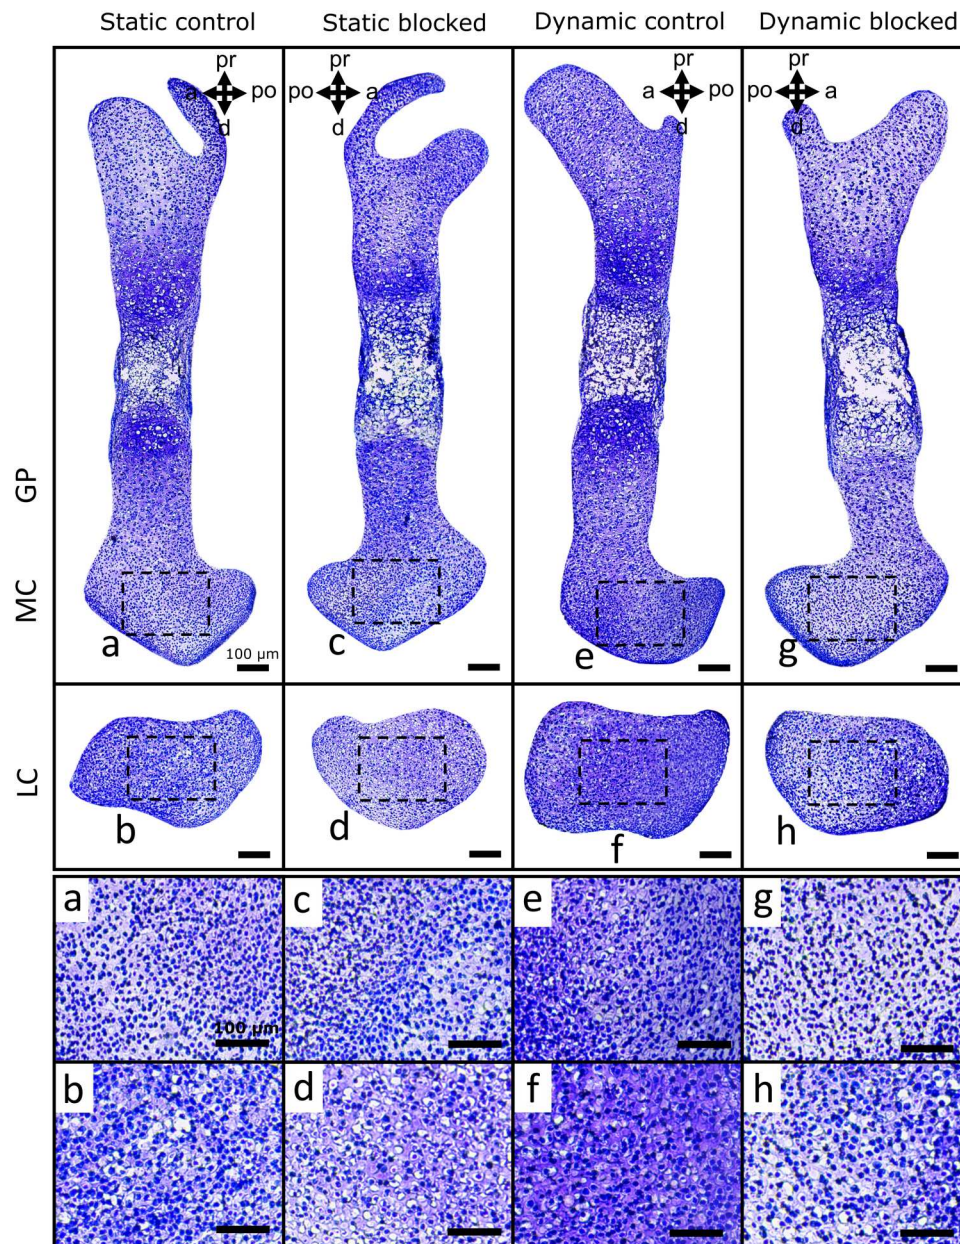 Static control Static blocked Dynamic control Dynamic blocked
pr pr pr pr
a po po a a po po a
d d d d
GP
MC
a c e g
100 µm
LC
b d f h
a c e g
100 µm
b d f h